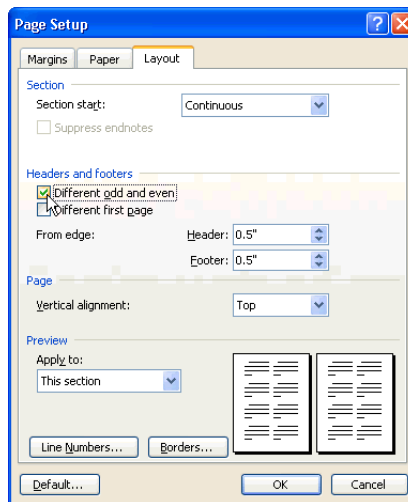 Page Setup
Margins Paper Layout
Section
Section start: Continuous
Suppress endnotes
Headers and footers
Different odd and even
Different first page
From edge: Header: 0.5"
Footer: 0.5"
Page
Vertical alignment: Top
Preview
Apply to:
This section
Line Numbers... Borders...
Default... OK Cancel